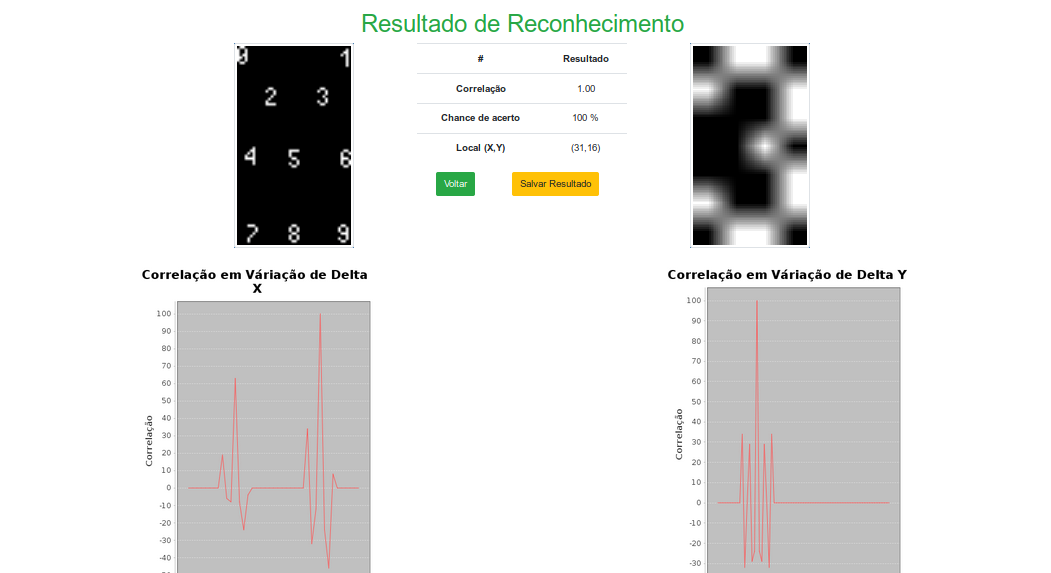 Resultado de Reconhecimento
0 1
2 3
4 5 6
7 8 9
# Resultado
Correlação 1.00
Chance de acerto 100 %
Local (X,Y) (31,16)
Voltar Salvar Resultado
Correlação em Váriação de Delta
X
Correlação
100
90
80
70
60
50
40
30
20
10
0
-10
-20
-30
-40
Correlação em Váriação de Delta Y
Correlação
100
90
80
70
60
50
40
30
20
10
0
-10
-20
-30